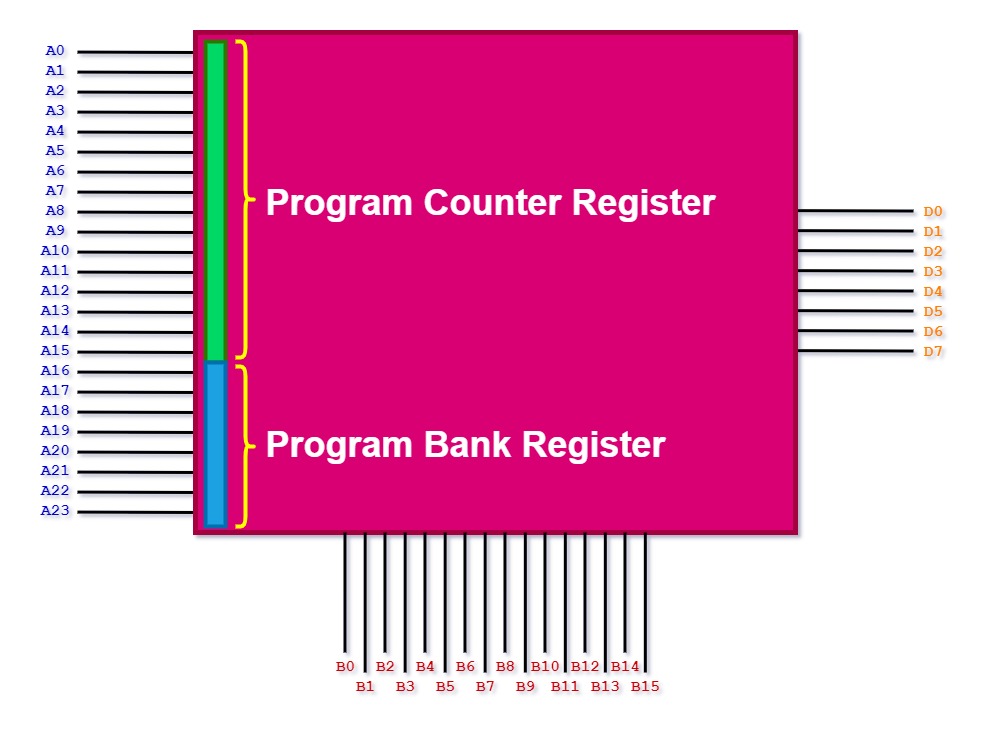 A0
A1
A2
A3
A4
A5
A6
A7
A8
A9
A10
A11
A12
A13
A14
A15
A16
A17
A18
A19
A20
A21
A22
A23
Program Counter Register
Program Bank Register
D0
D1
D2
D3
D4
D5
D6
D7
B0 B2 B4 B6 B8 B10 B12 B14
B1 B3 B5 B7 B9 B11 B13 B15